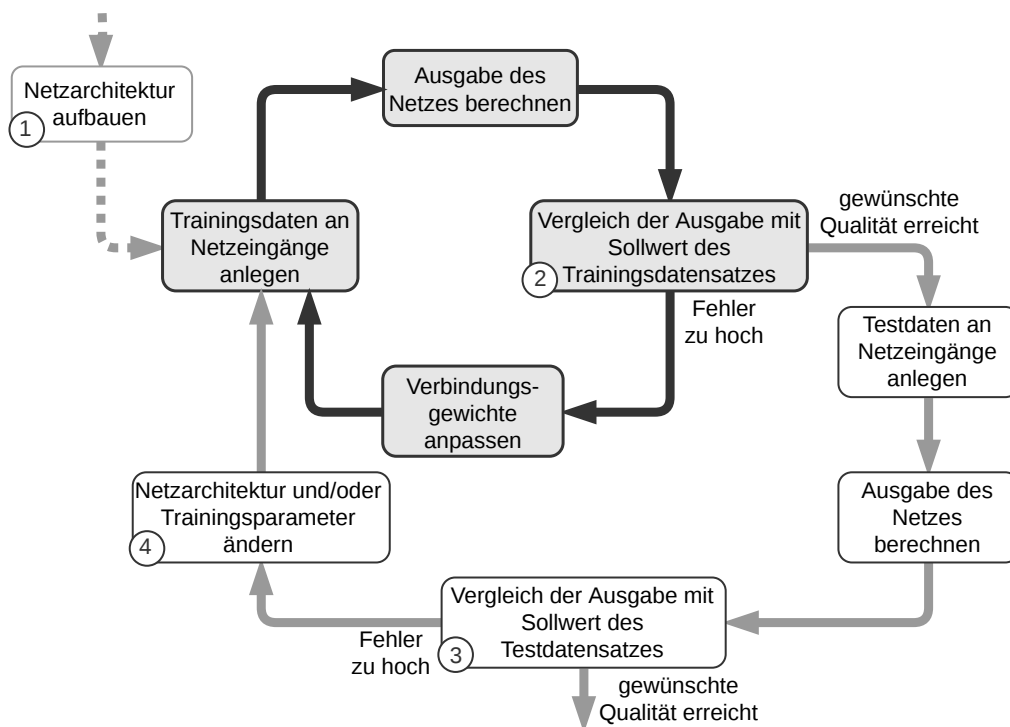 Netzarchitektur
aufbauen
1
Ausgabe des
Netzes berechnen
Trainingsdaten an
Netzeingänge
anlegen
Vergleich der Ausgabe mit
Sollwert des
Trainingsdatensatzes
2
gewünschte
Qualität erreicht
Fehler
zu hoch
Verbindungs-
gewichte
anpassen
Testdaten an
Netzeingänge
anlegen
Netzarchitektur und/oder
Trainingsparameter
ändern
4
Ausgabe des
Netzes
berechnen
Vergleich der Ausgabe mit
Sollwert des
Testdatensatzes
3
Fehler
zu hoch
gewünschte
Qualität erreicht